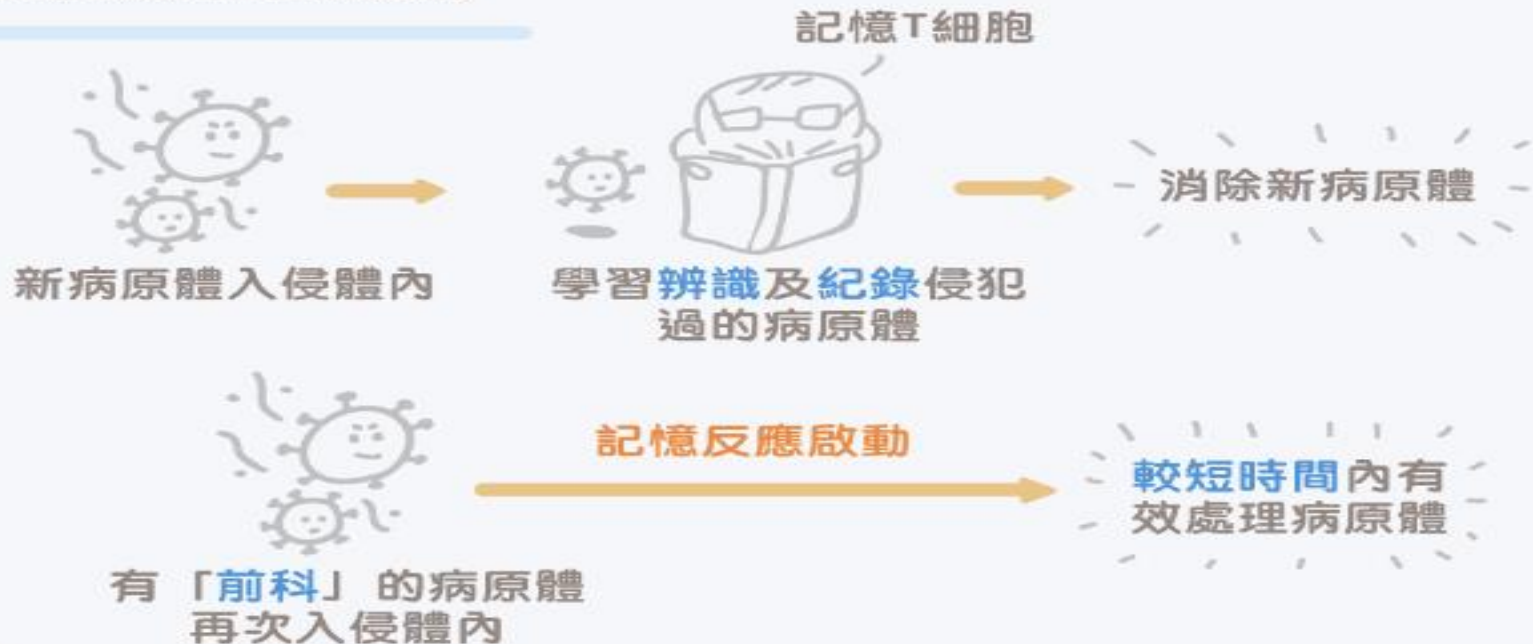 記憶T細胞
新病原體入侵體內
學習辨識及紀錄侵犯
過的病原體
消除新病原體
記憶反應啟動
有「前科」的病原體
再次入侵體內
較短時間內有
效處理病原體